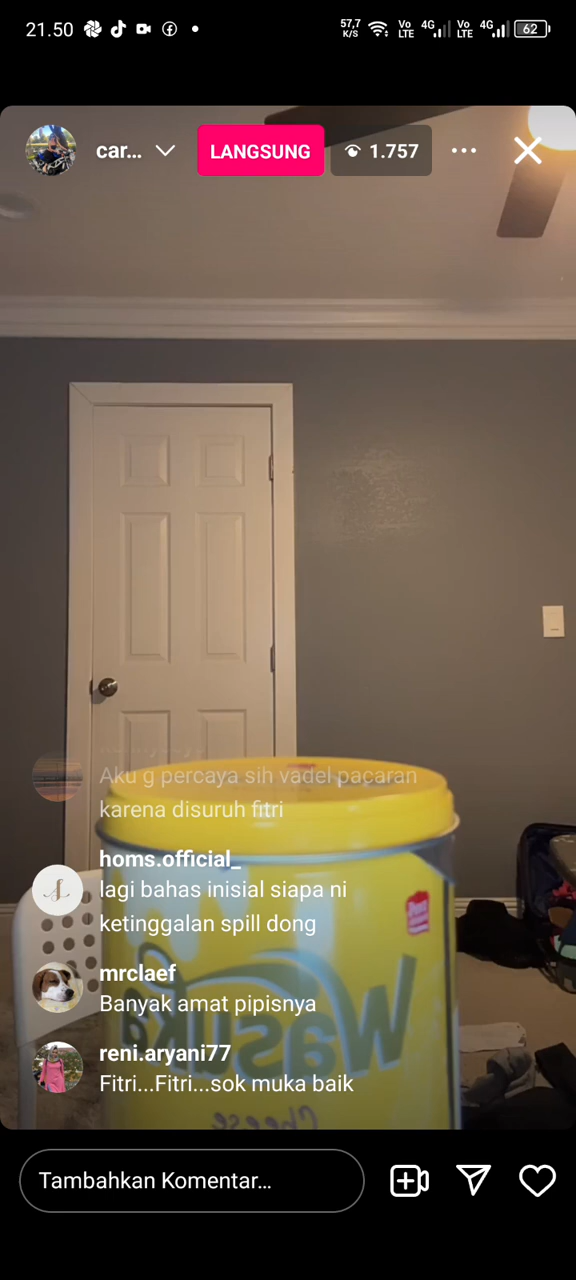 21.50
57,7
K/S
Vo
LTE
4G
Vo
LTE
4G
62
car...
LANGSUNG
1.757
Aku g percaya sih vadel pacaran
karena disuruh fitri
homs.official_
lagi bahas inisial siapa ni
ketinggalan spill dong
mrclaef
Banyak amat pipisnya
reni.aryani77
Fitri...Fitri...sok muka baik
Wasuka
Cheese
Tambahkan Komentar...